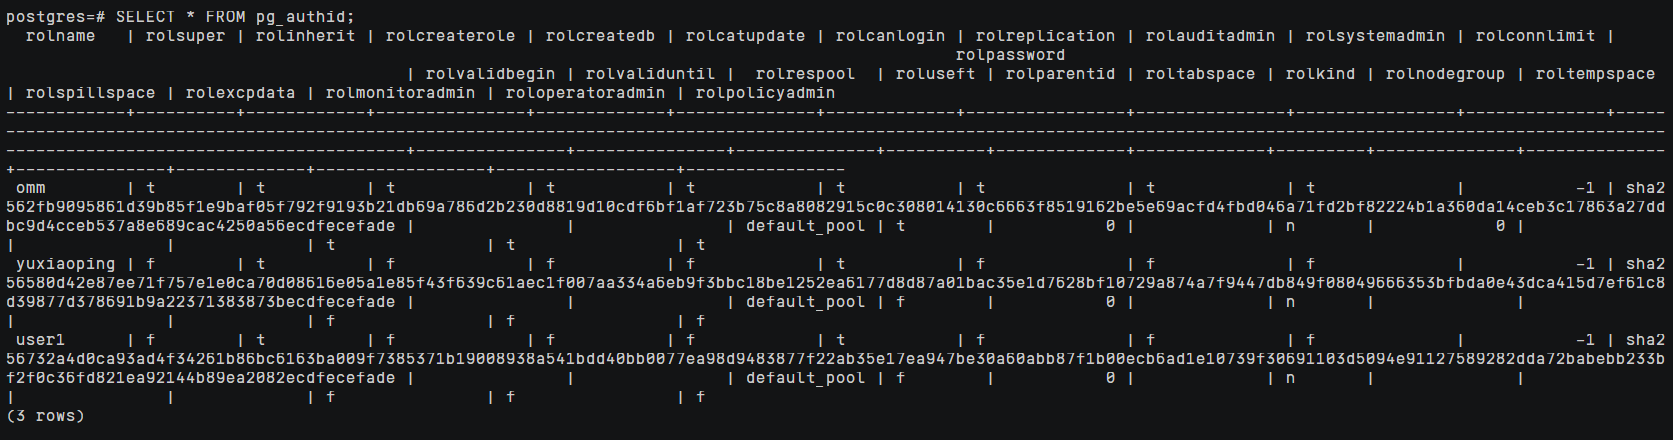 postgres=# SELECT * FROM pg_authid;
  rolname   | rolsuper | rolinherit | rolcreaterole | rolcreatedb | rolcatupdate | rolcanlogin | rolreplication | rolauditadmin | rolsystemadmin | rolconnlimit |
rolpassword
| rolvalidbegin | rolvaliduntil |  rolrespool  | roluseft | rolparentid | roltabspace | rolkind | rolnodegroup | roltempspace
| rolspillspace | rolexcpdata | rolmonitoradmin | roloperatoradmin | rolpolicyadmin
------------+----------+------------+---------------+-------------+--------------+-------------+----------------+---------------+----------------+--------------+-----
----------------------------------------------------------------------------------------------------------------------------------------------------------------------
-----------------------------------------+---------------+---------------+--------------+----------+-------------+-------------+---------+--------------+---------------
+---------------+-------------+-----------------+------------------+----------------
 omm        | t        | t          | t             | t           | t            | t           | t              | t             | t              |           -1 | sha2
562fb9095861d39b85f1e9baf05f792f9193b21db69a786d2b230d8819d10cdf6bf1af723b75c8a8082915c0c308014130c6663f8519162be5e69acfd4fbd046a71fd2bf82224b1a360da14ceb3c17863a27dd
bc9d4cceb537a8e689cac4250a56ecdfecefade |               |               | default_pool | t        |           0 |             | n       |            0 |
|               |             | t               | t                | t
 yuxiaoping | f        | t          | f             | f           | f            | t           | f              | f             | f              |           -1 | sha2
56580d42e87ee71f757e1e0ca70d08616e05a1e85f43f639c61aec1f007aa334a6eb9f3bbc18be1252ea6177d8d87a01bac35e1d7628bf10729a874a7f9447db849f08049666353bfbda0e43dca415d7ef61c8
d39877d378691b9a22371383873becdfecefade |               |               | default_pool | f        |           0 |             | n       |              |
|               |             | f               | f                | f
 user1      | f        | t          | f             | f           | f            | t           | f              | f             | f              |           -1 | sha2
56732a4d0ca93ad4f34261b86bc6163ba009f7385371b19008938a541bdd40bb0077ea98d9483877f22ab35e17ea947be30a60abb87f1b00ecb6ad1e10739f30691103d5094e91127589282dda72babebb233b
f2f0c36fd821ea92144b89ea2082ecdfecefade |               |               | default_pool | f        |           0 |             | n       |              |
|               |             | f               | f                | f
(3 rows)